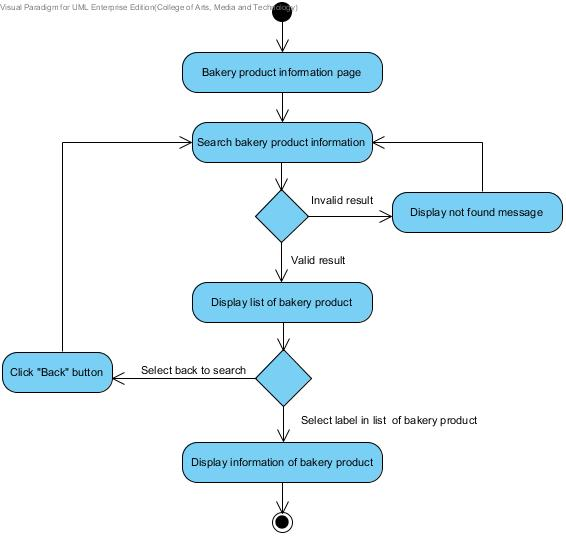 Visual Paradigm for UML Enterprise Edition(College of Arts, Media and Technology)
Bakery product information page
Search bakery product information
Invalid result
Display not found message
Valid result
Display list of bakery product
Select back to search
Click "Back" button
Select label in list of bakery product
Display information of bakery product